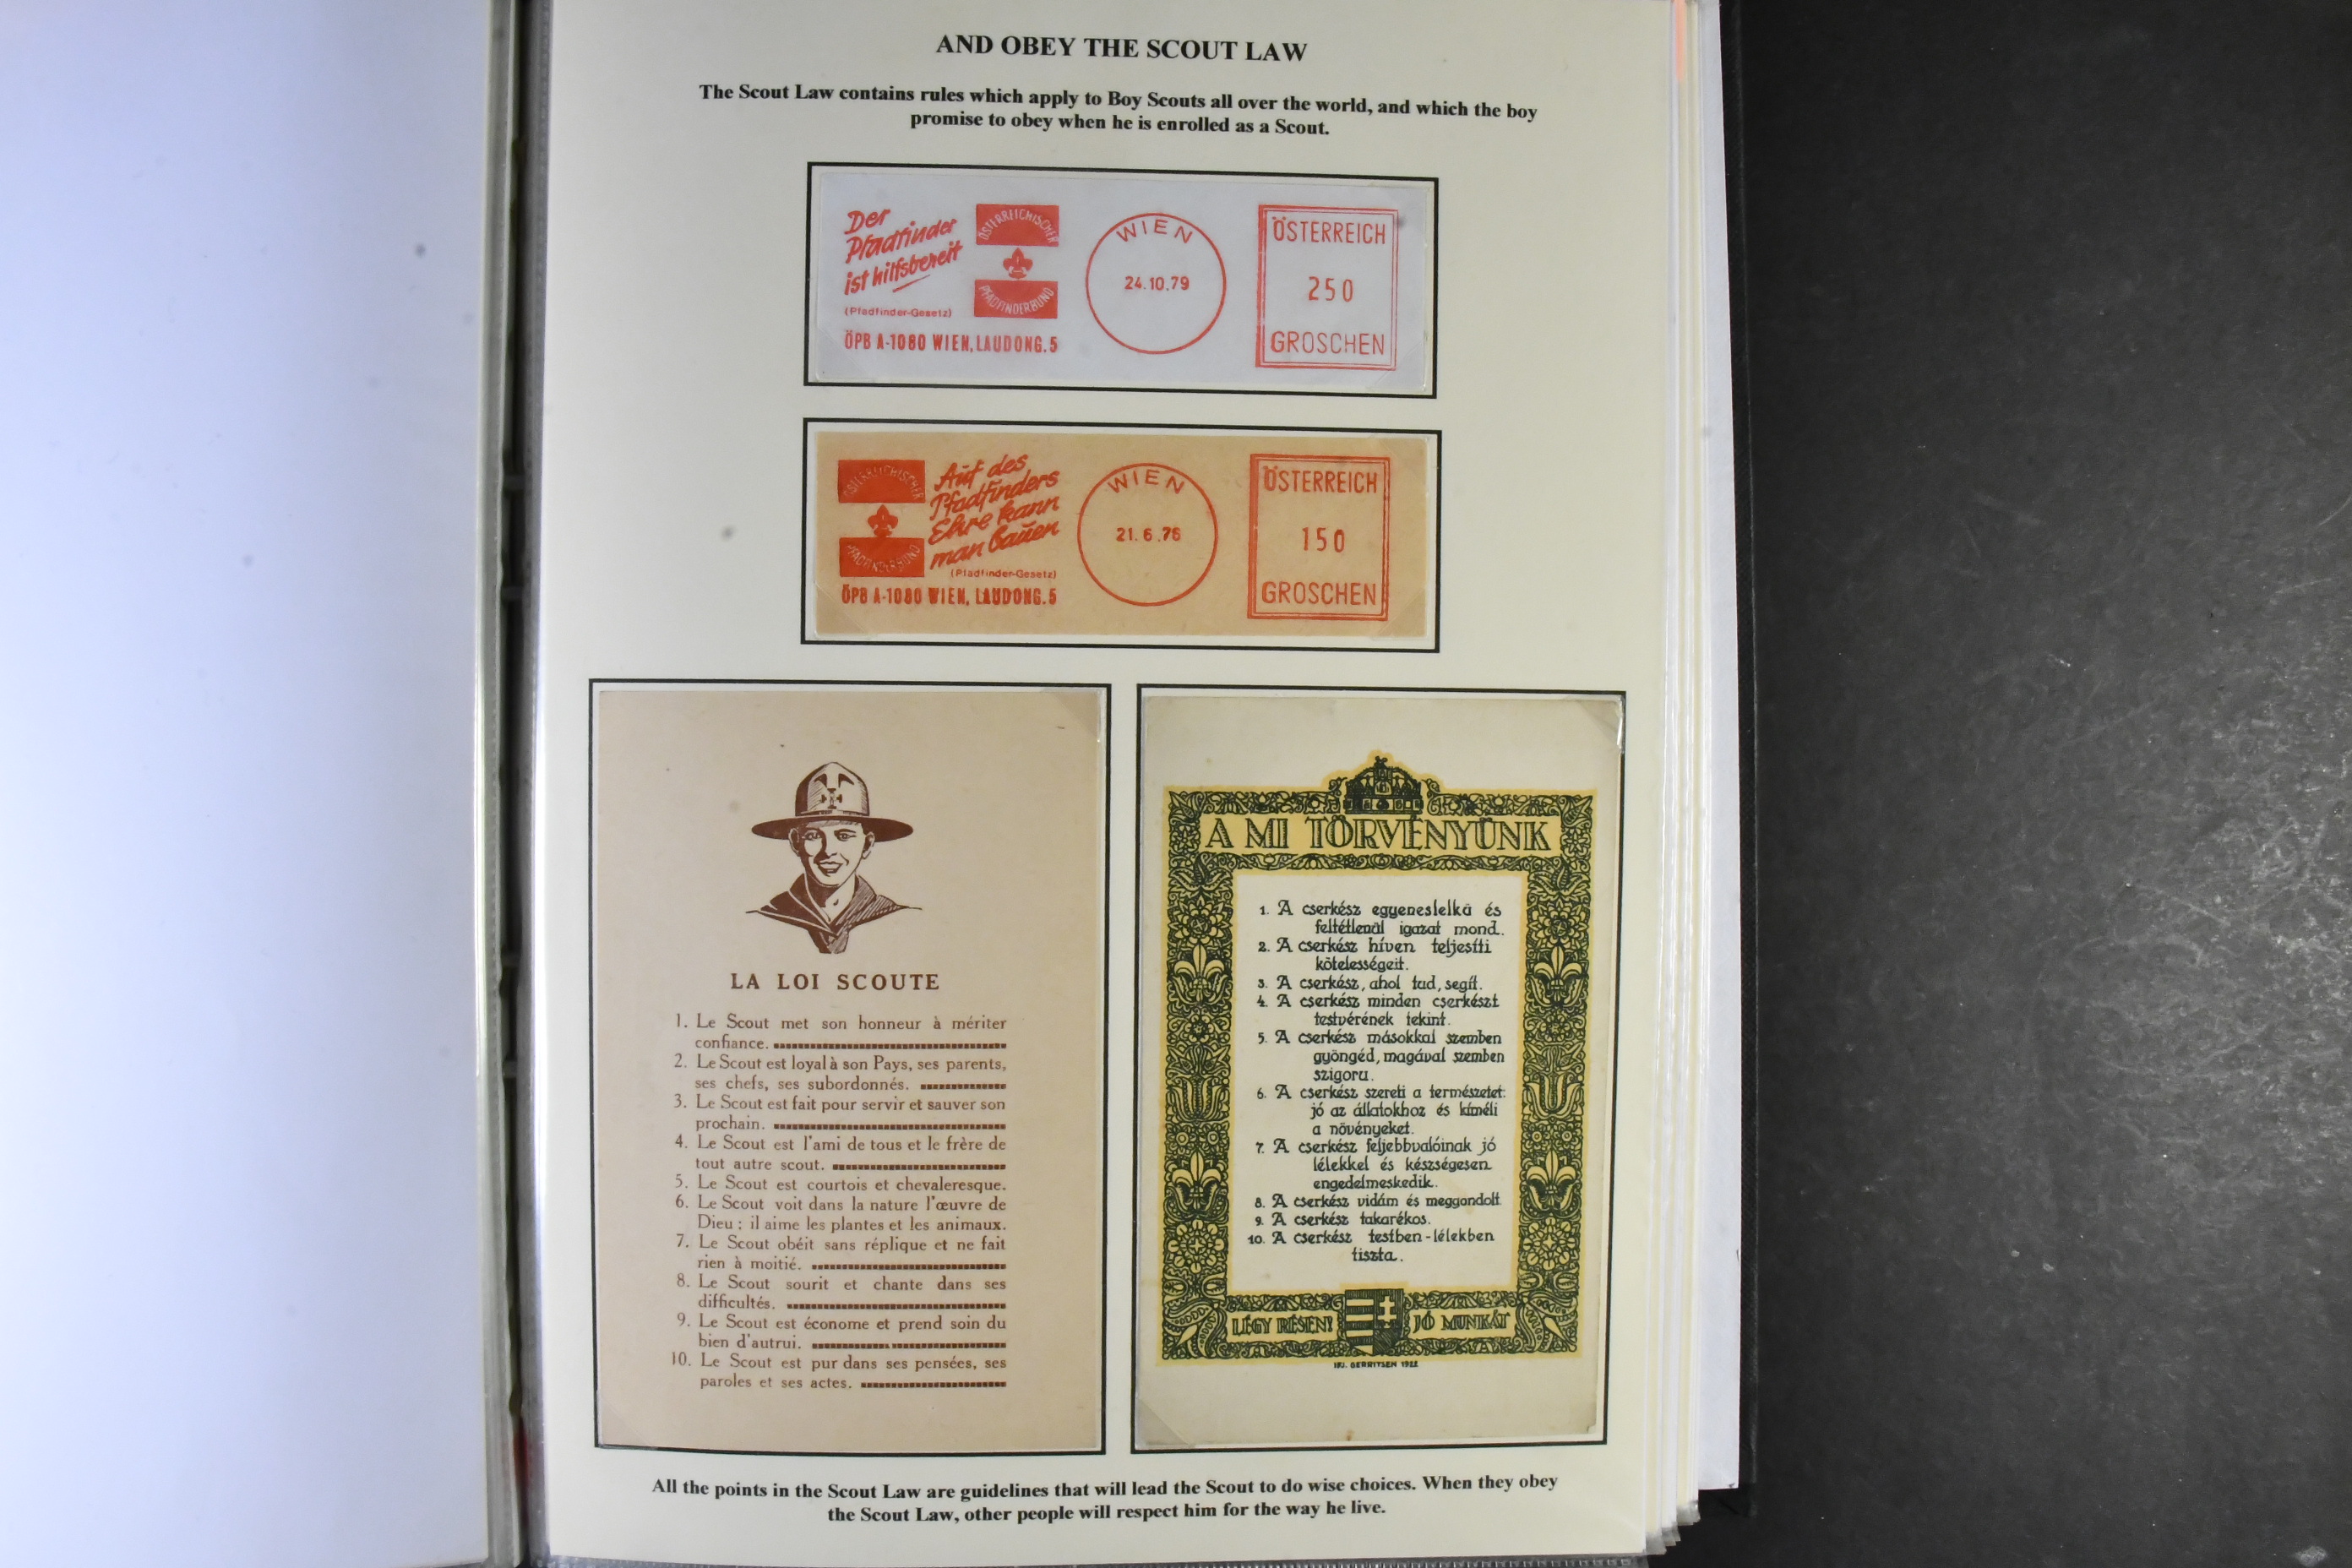 AND OBEY THE SCOUT LAW
The Scout Law contains rules which apply to Boy Scouts all over the world, and which the boy
promise to obey when he is enrolled as a Scout.
Der
Pfadfinder
ist hilfsbereit
(Pfadfinder-Gesetz)
ÖSTERREICHISCHER
PFADFINDERBUND
ÖPB A-1080 WIEN, LAUDONG.5
WIEN
24.10.79
ÖSTERREICH
250
GROSCHEN
ÖSTERREICHISCHER
PFADFINDERBUND
Auf des
Pfadfinders
Ehre kann
man bauen
(Pfadfinder-Gesetz)
ÖPB A-1080 WIEN, LAUDONG.5
WIEN
21.6.76
ÖSTERREICH
150
GROSCHEN
LA LOI SCOUTE
1. Le Scout met son honneur à mériter
confiance.
2. Le Scout est loyal à son Pays, ses parents,
ses chefs, ses subordonnés.
3. Le Scout est fait pour servir et sauver son
prochain.
4. Le Scout est l'ami de tous et le frère de
tout autre scout.
5. Le Scout est courtois et chevaleresque.
6. Le Scout voit dans la nature l'œuvre de
Dieu : il aime les plantes et les animaux.
7. Le Scout obéit sans réplique et ne fait
rien à moitié.
8. Le Scout sourit et chante dans ses
difficultés.
9. Le Scout est économe et prend soin du
bien d'autrui.
10. Le Scout est pur dans ses pensées, ses
paroles et ses actes.
A MI TÖRVÉNYÜNK
1. A cserkész egyeneslelkű és
feltétlenül igazat mond.
2. A cserkész híven teljesíti
kötelességeit.
3. A cserkész, ahol tud, segít.
4. A cserkész minden cserkészt
testvérének tekint.
5. A cserkész másokkal szemben
gyöngéd, magával szemben
szigoru.
6. A cserkész szereti a természetet:
jó az állatokhoz és kíméli
a növényeket.
7. A cserkész feljebbvalóinak jó
lélekkel és készségesen
engedelmeskedik.
8. A cserkész vidám és meggondolt
9. A cserkész takarékos.
10. A cserkész testben-lélekben
tiszta.
LÉGY RÉSEN!
JÓ MUNKÁT
IFJ. GERRITSEN 1922
All the points in the Scout Law are guidelines that will lead the Scout to do wise choices. When they obey
the Scout Law, other people will respect him for the way he live.